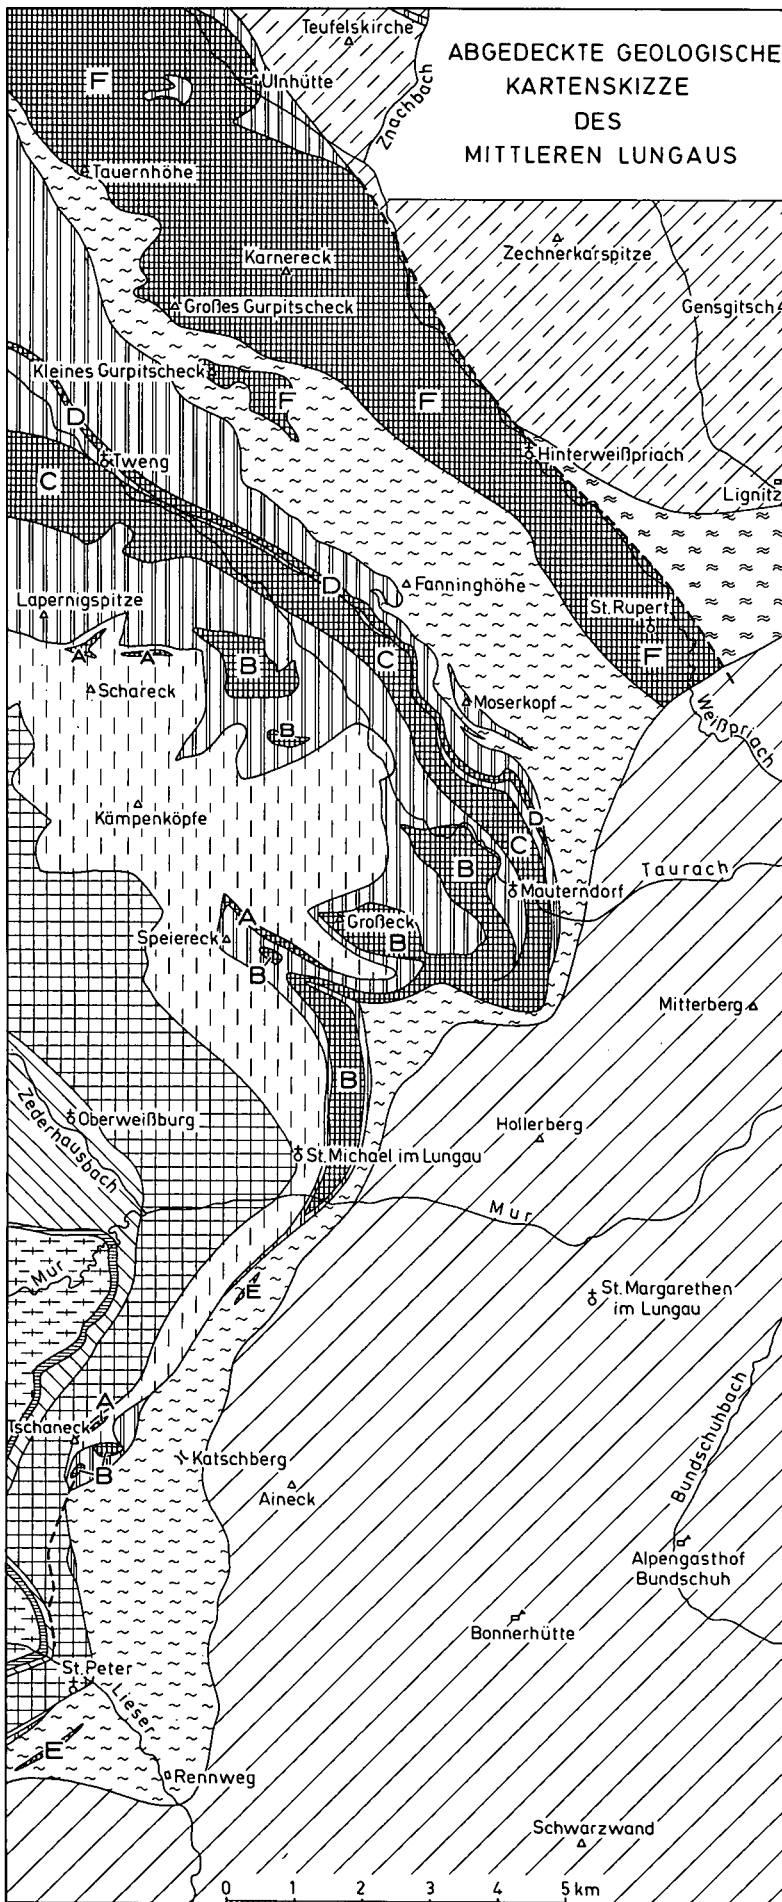 ABGEDECKTE GEOLOGISCHE
KARTENSKIZZE
DES
MITTLEREN LUNGAUS
Teufelskirche
Znachbach
F
Ulnhütte
Tauernhöhe
Zechnerkarspitze
Karnereck
Großes Gurpitscheck
Gensgitsch
Kleines Gurpitscheck
F
F
D
Tweng
Hinterweißpriach
C
Lignitz
D
Fanninghöhe
Lapernigspitze
St. Rupert
A
A
B
C
F
Schareck
Moserkopf
Weißpriach
B
Kämpenköpfe
D
C
B
Taurach
Mauterndorf
A
Großeck
Speiereck
B
B
Mitterberg
B
Oberweißburg
Zederhausbach
Hollerberg
St. Michael im Lungau
Mur
Mur
E
St. Margarethen
im Lungau
A
Tschaneck
B
Katschberg
Aineck
Bundschuhbach
Alpengasthof
Bundschuh
Bonnerhütte
St. Peter
Lieser
E
Rennweg
Schwarzwand
0 1 2 3 4 5 km